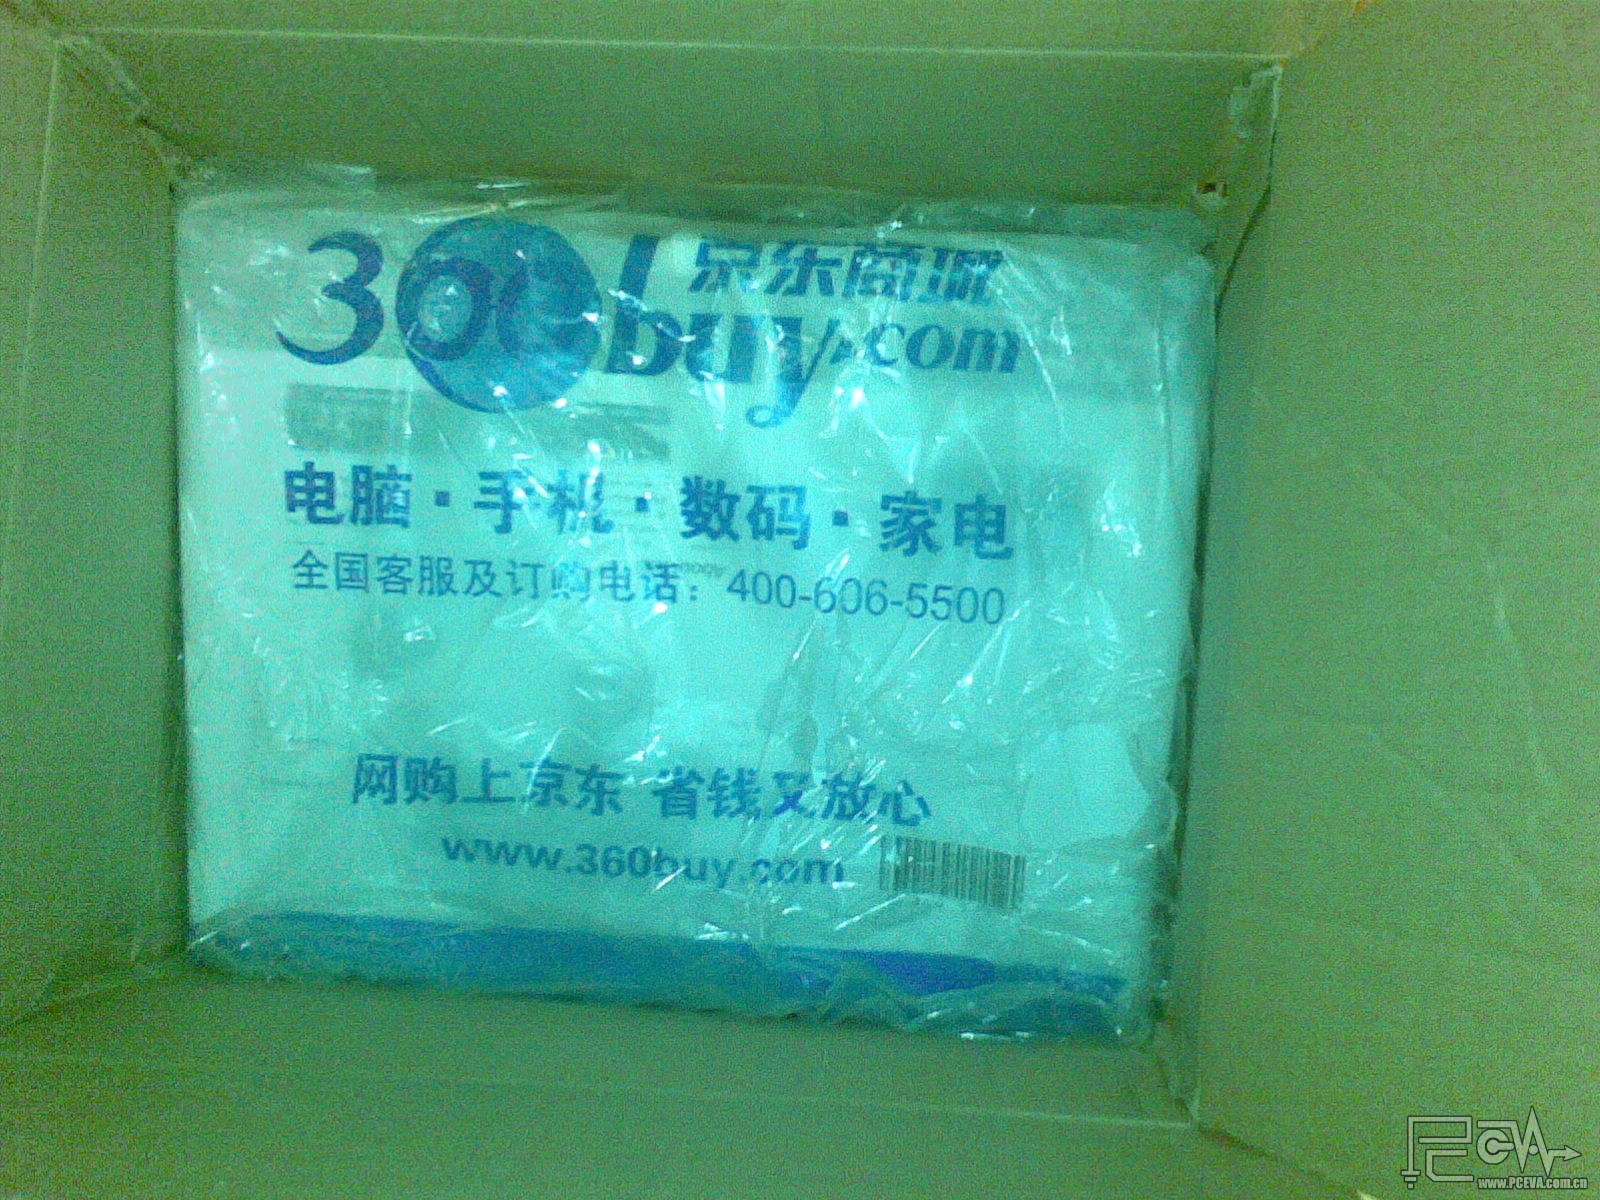 京东商城
360buy.com
电脑·手机·数码·家电
全国客服及订购电话：400-606-5500
网购上京东 省钱又放心
www.360buy.com
PCEVA
www.PCEVA.com.cn